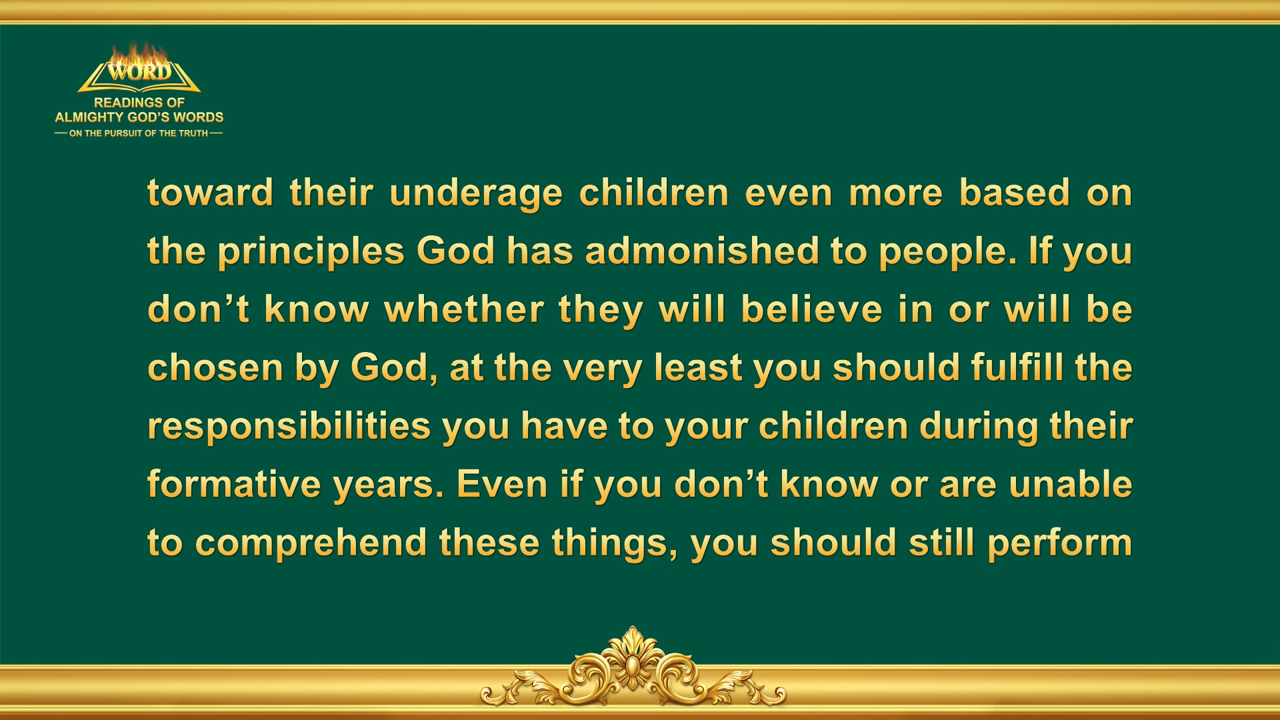 WORD
READINGS OF
ALMIGHTY GOD'S WORDS
— ON THE PURSUIT OF THE TRUTH —
toward their underage children even more based on
the principles God has admonished to people. If you
don’t know whether they will believe in or will be
chosen by God, at the very least you should fulfill the
responsibilities you have to your children during their
formative years. Even if you don’t know or are unable
to comprehend these things, you should still perform